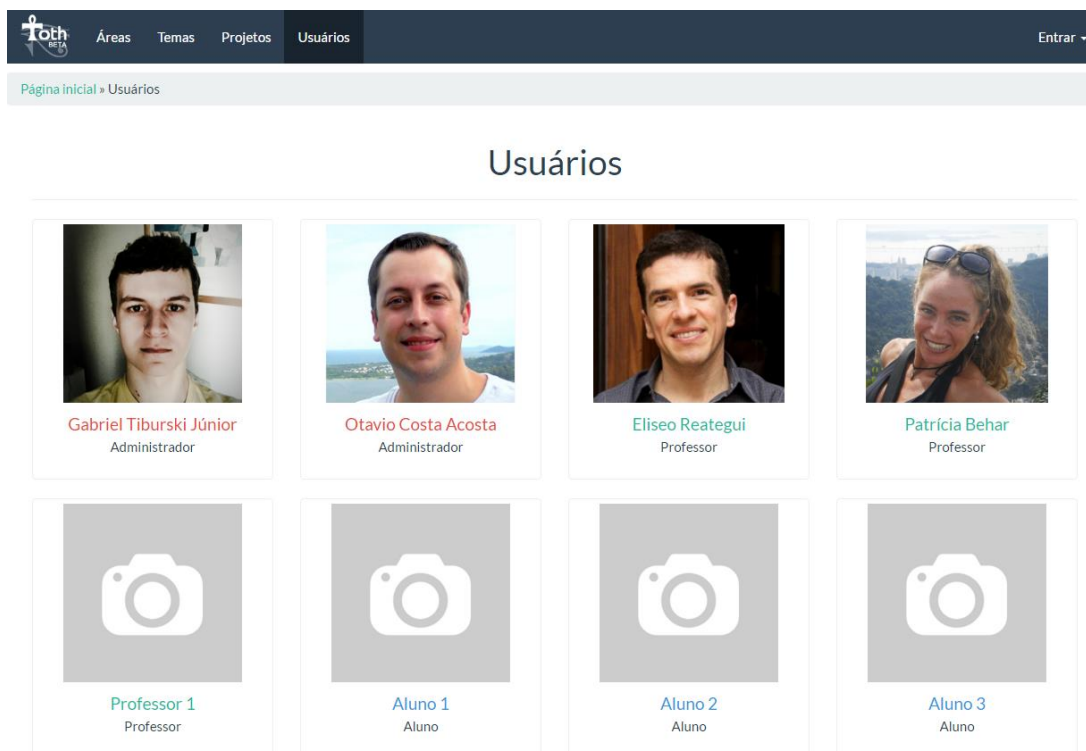 Toth
BETA
Áreas Temas Projetos Usuários Entrar
Página inicial » Usuários
Usuários
Gabriel Tiburski Júnior Otavio Costa Acosta Eliseo Reategui Patrícia Behar
Administrador Administrador Professor Professor
Professor 1 Aluno 1 Aluno 2 Aluno 3
Professor Aluno Aluno Aluno